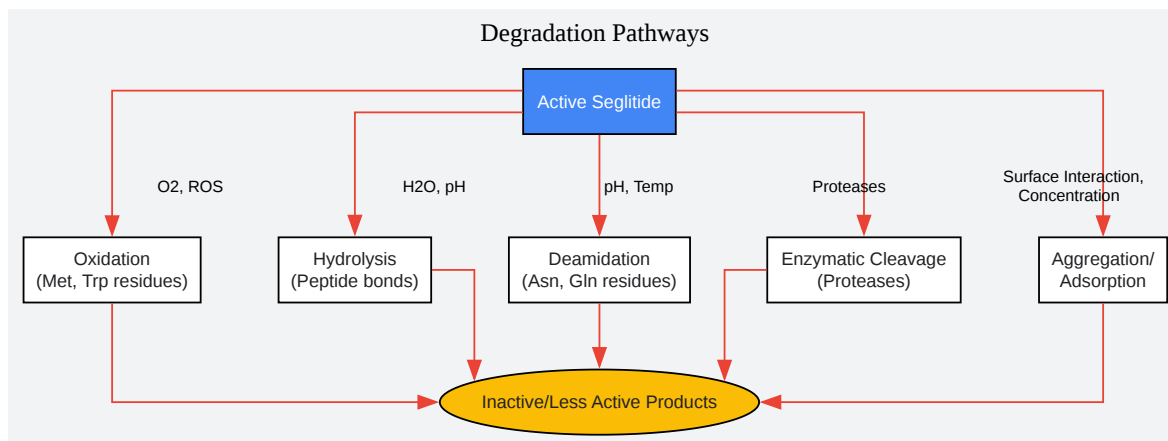 Degradation Pathways
Active Seglitide
O2, ROS
H2O, pH
pH, Temp
Proteases
Surface Interaction,
Concentration
Oxidation
(Met, Trp residues)
Hydrolysis
(Peptide bonds)
Deamidation
(Asn, Gln residues)
Enzymatic Cleavage
(Proteases)
Aggregation/
Adsorption
Inactive/Less Active Products